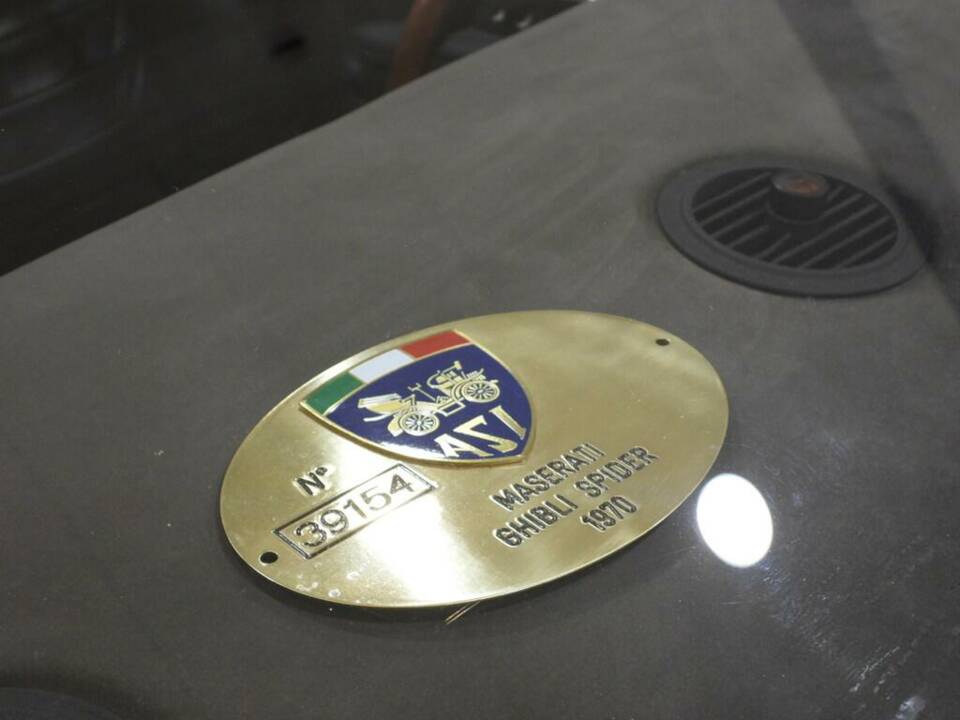 ASI
N°
39154
MASERATI
GHIBLI SPIDER
1970